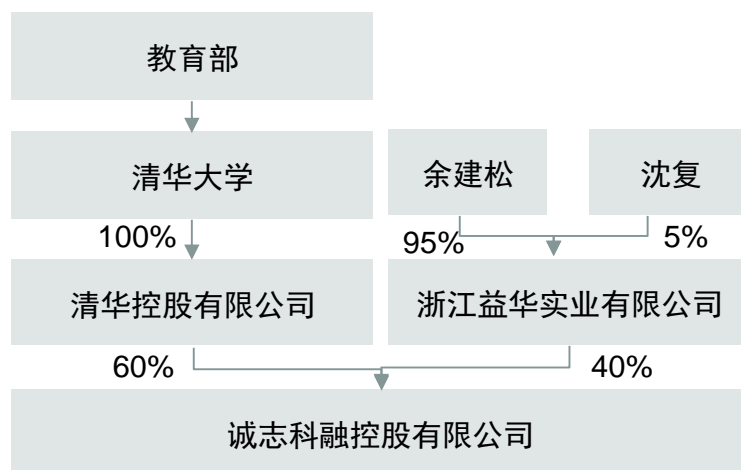 教育部
清华大学
余建松
沈复
100%
95%
5%
清华控股有限公司
浙江益华实业有限公司
60%
40%
诚志科融控股有限公司